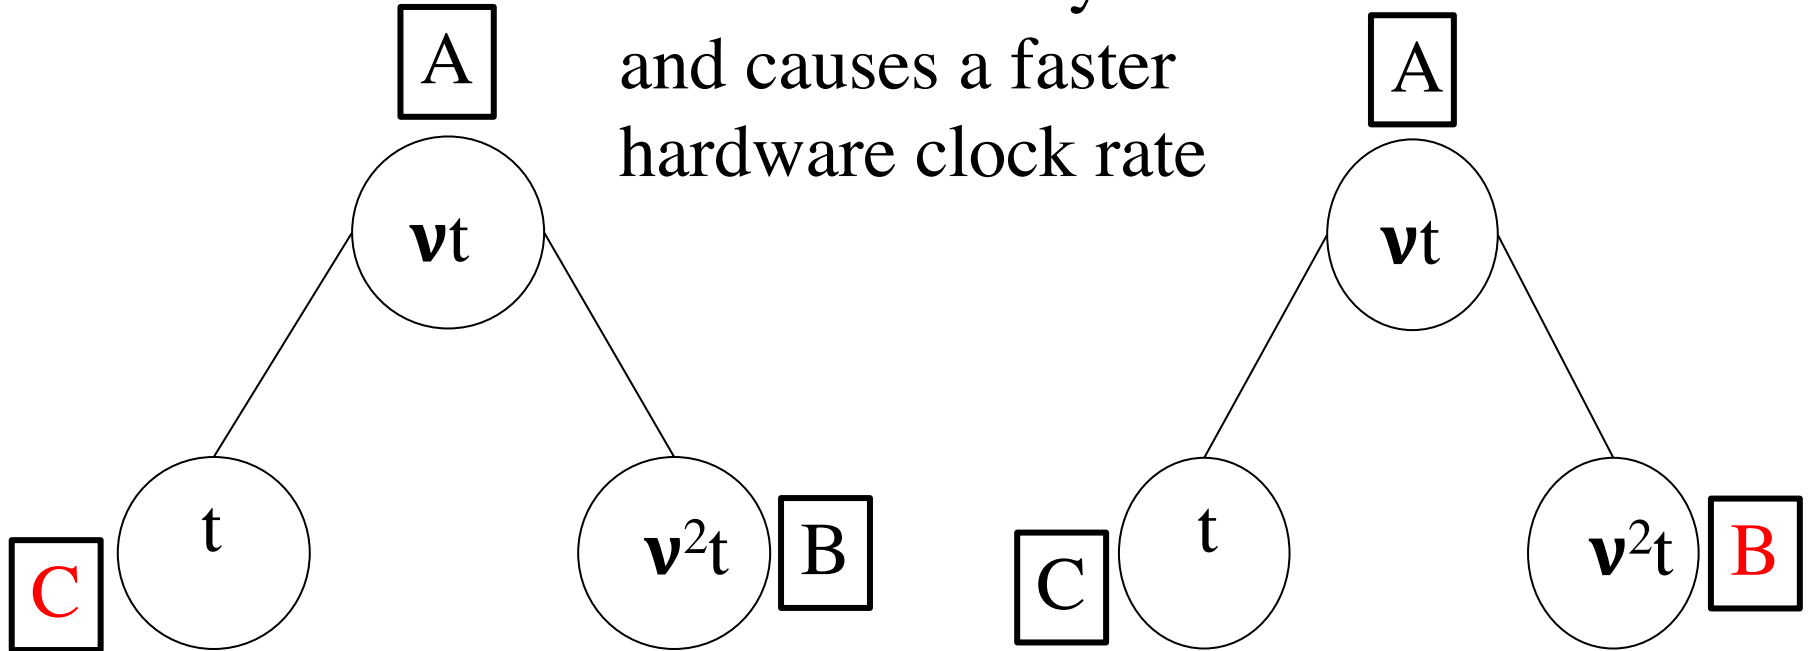 A
and causes a faster
A
hardware clock rate
𝛎t
𝛎t
t
𝛎²t
B
t
𝛎²t
B
C
C